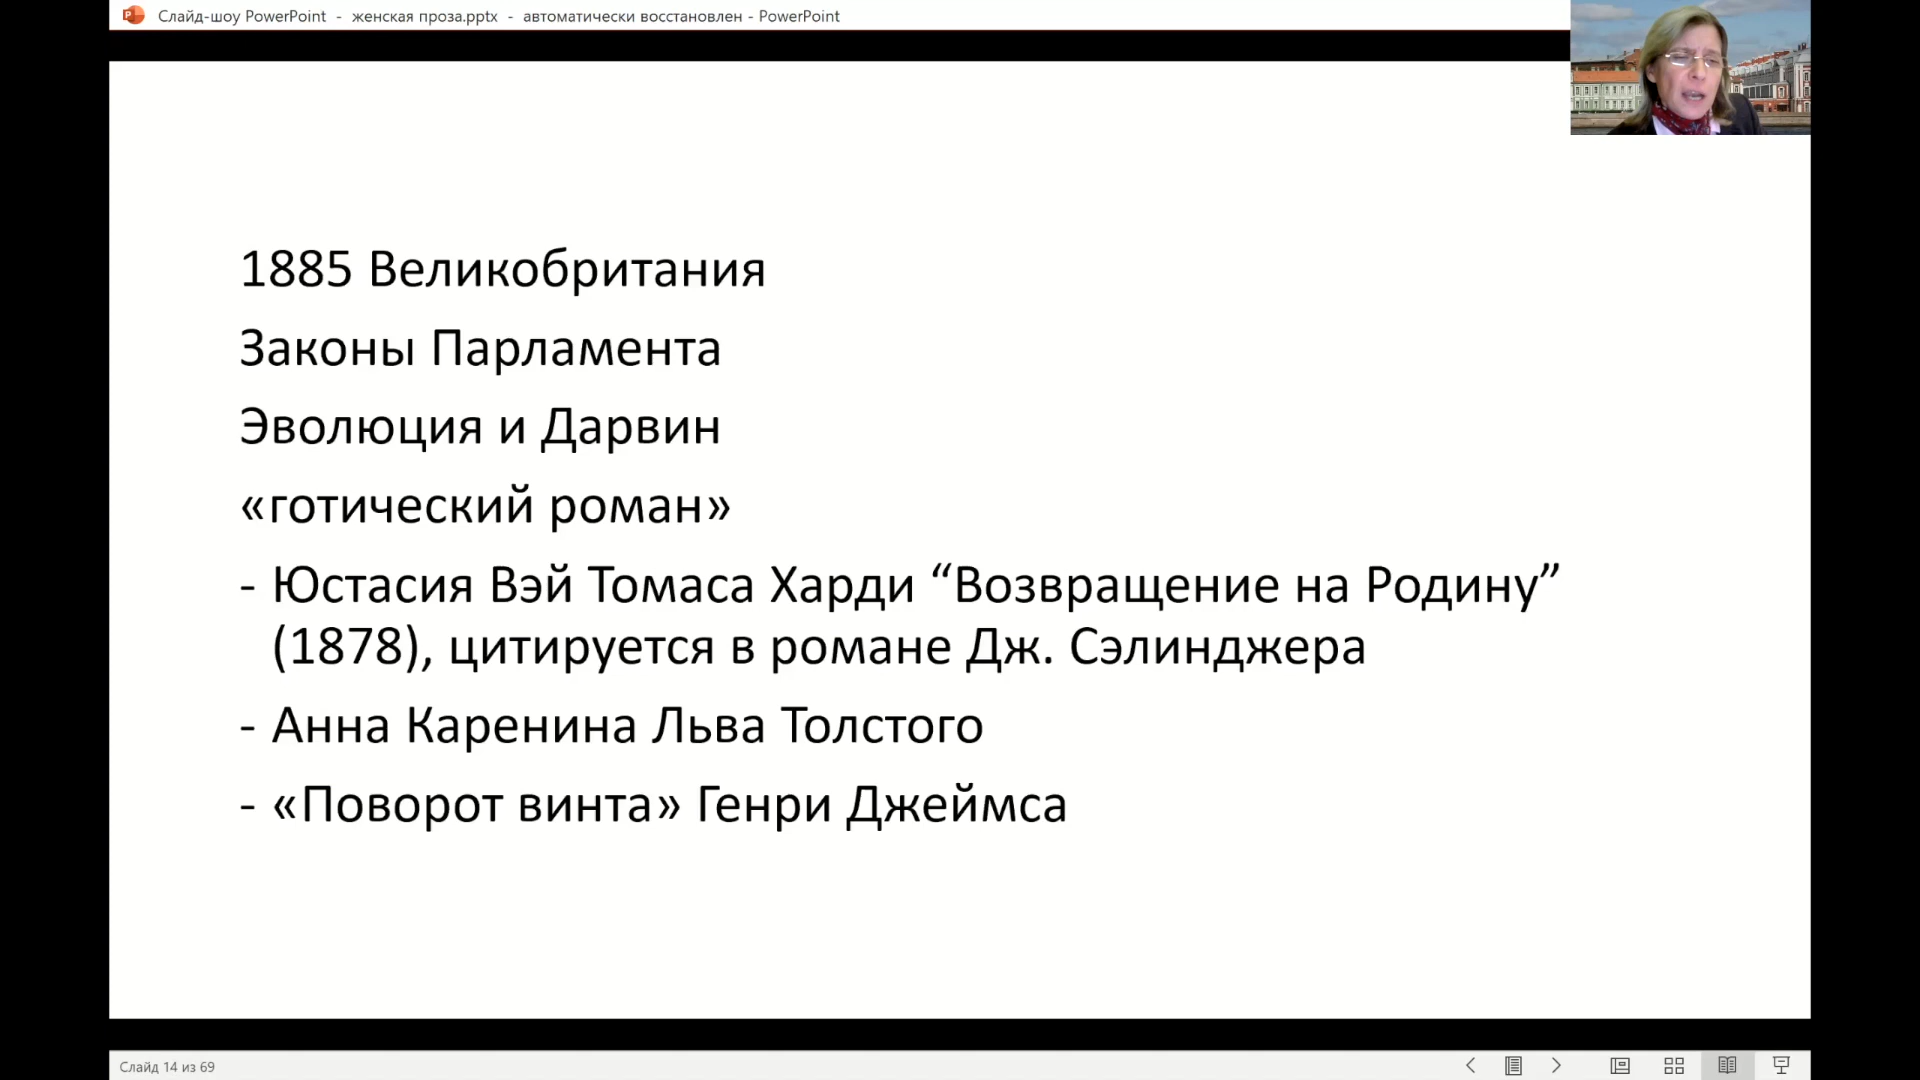 Слайд-шоу PowerPoint - женская проза.pptx - автоматически восстановлен - PowerPoint
1885 Великобритания
Законы Парламента
Эволюция и Дарвин
«готический роман»
- Юстасия Вэй Томаса Харди “Возвращение на Родину”
(1878), цитируется в романе Дж. Сэлинджера
- Анна Каренина Льва Толстого
- «Поворот винта» Генри Джеймса
Слайд 14 из 69